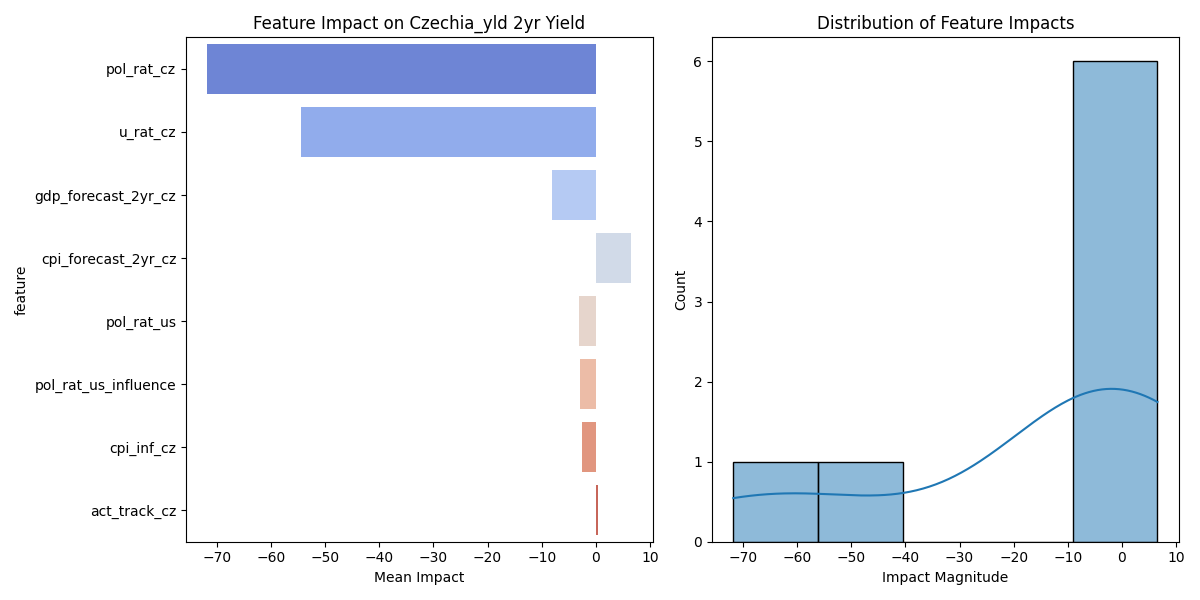 Feature Impact on Czechia_yld 2yr Yield
feature
pol_rat_cz
u_rat_cz
gdp_forecast_2yr_cz
cpi_forecast_2yr_cz
pol_rat_us
pol_rat_us_influence
cpi_inf_cz
act_track_cz
−70 −60 −50 −40 −30 −20 −10 0 10
Mean Impact
Distribution of Feature Impacts
Count
6
5
4
3
2
1
0
−70 −60 −50 −40 −30 −20 −10 0 10
Impact Magnitude